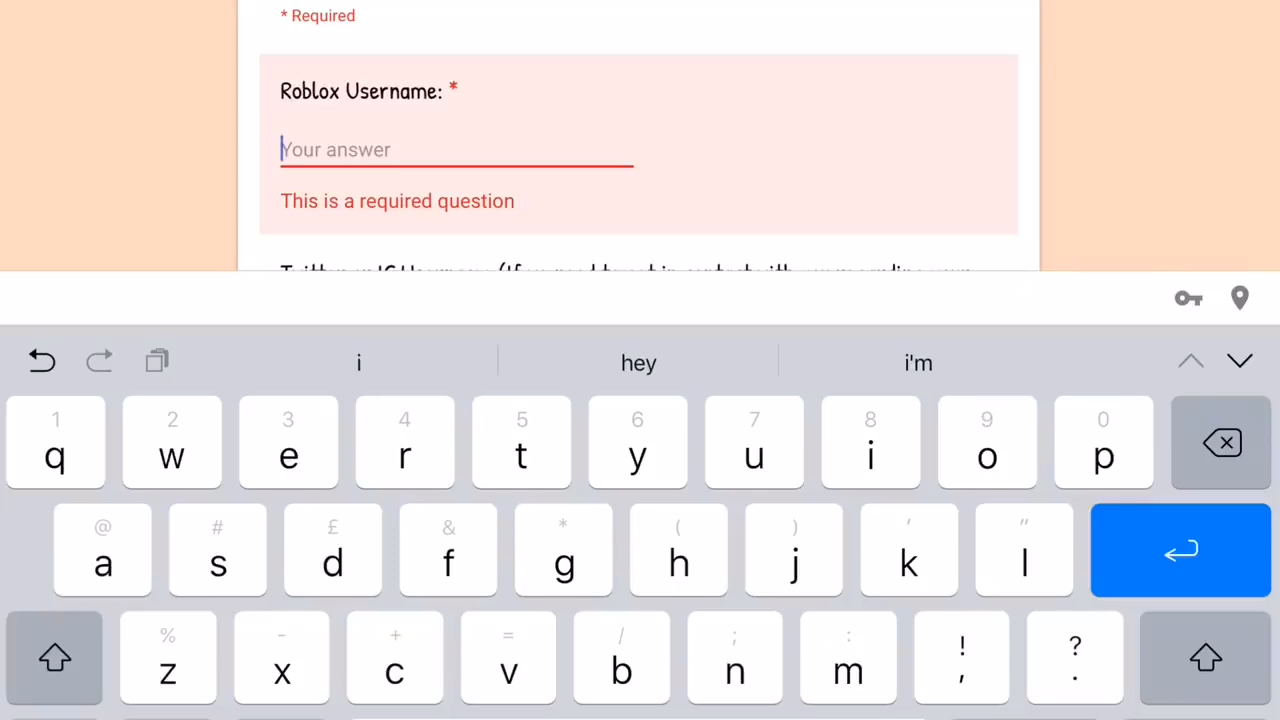 * Required
Roblox Username: *
Your answer
This is a required question
i hey i'm
1 2 3 4 5 6 7 8 9 0
q w e r t y u i o p
@ # £ & * ( ) ' "
a s d f g h j k l
% - + = / ; : ! ?
z x c v b n m , .